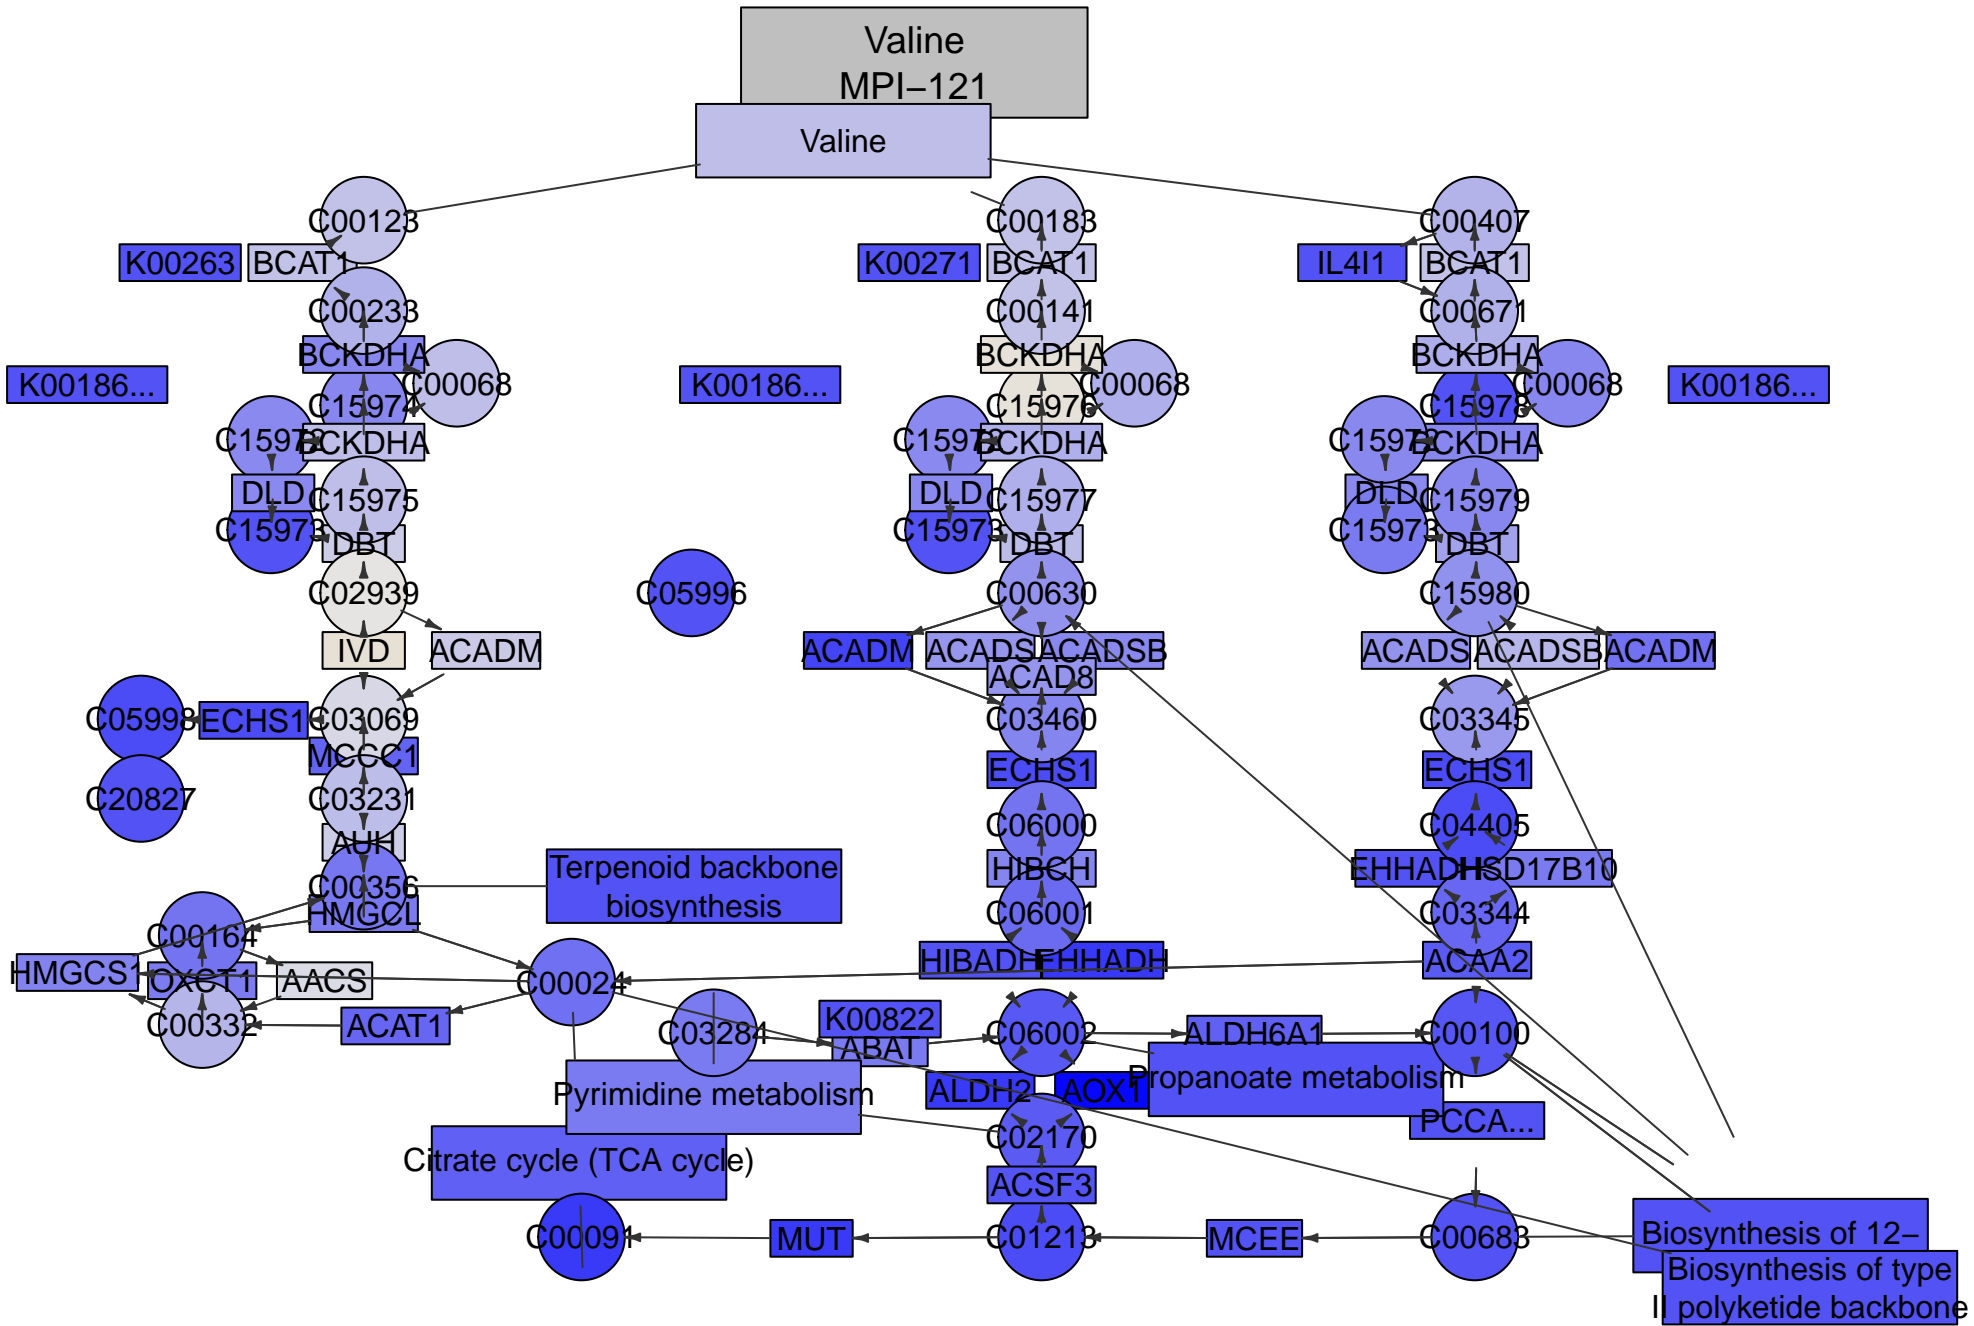 Valine
MPI−121
Valine
C00123
C00183
C00407
K00263
BCAT1
K00271
BCAT1
IL4I1
BCAT1
C00233
C00141
C00671
BCKDHA
BCKDHA
BCKDHA
K00186...
C00068
K00186...
C00068
C00068
K00186...
C15974
C15976
C15978
C15972
BCKDHA
C15972
BCKDHA
C15972
BCKDHA
DLD
C15975
DLD
C15977
DLD
C15979
C15973
DBT
C15973
DBT
C15973
DBT
C02939
C05996
C00630
C15980
IVD
ACADM
ACADM
ACADS
ACADSB
ACADS
ACADSB
ACADM
ACAD8
C05998
ECHS1
C03069
C03460
C03345
MCCC1
ECHS1
ECHS1
C20827
C03231
C06000
C04405
AUH
HIBCH
EHHADH
HSD17B10
C00356
Terpenoid backbone
biosynthesis
HMGCL
C06001
C03344
C00164
HMGCS1
OXCT1
AACS
C00024
HIBADH
EHHADH
ACAA2
C00332
ACAT1
C03284
K00822
ABAT
C06002
ALDH6A1
C00100
Pyrimidine metabolism
ALDH2
AOX1
Propanoate metabolism
PCCA...
C02170
Citrate cycle (TCA cycle)
ACSF3
C00091
MUT
C01213
MCEE
C00683
Biosynthesis of 12−
Biosynthesis of type
II polyketide backbone